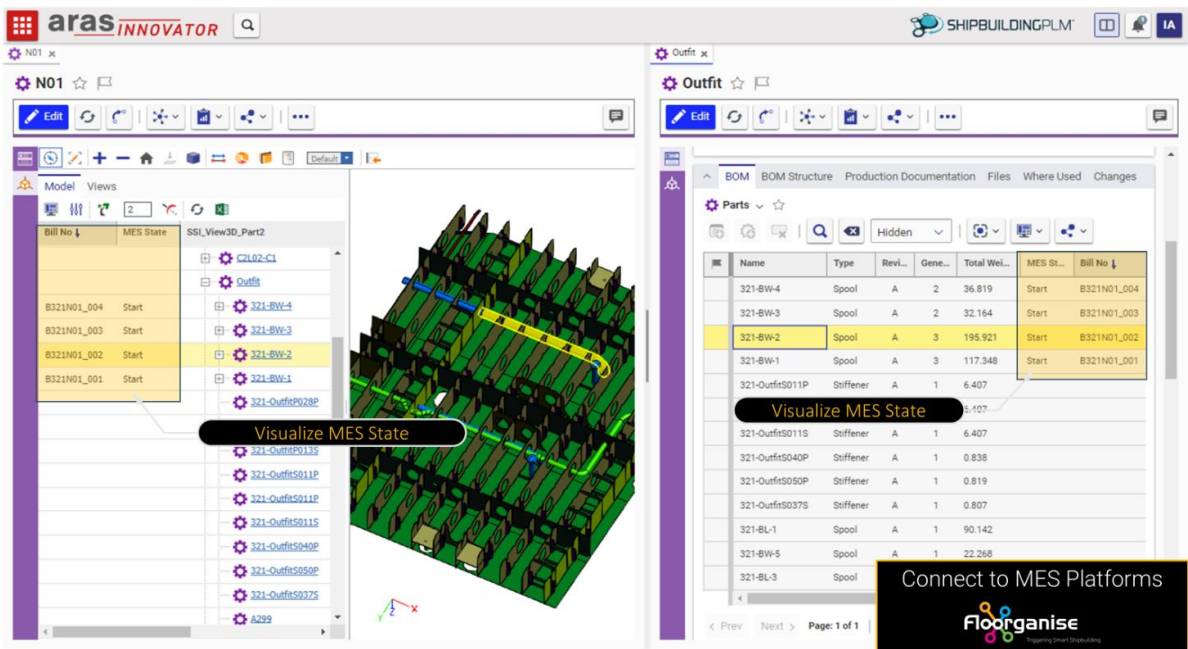 aras INNOVATOR
SHIPBUILDINGPLM
IA
N01
N01
Edit
Default
Model Views
2
Bill No MES State SSI_View3D_Part2
C2L02-C1
Outfit
B321N01_004 Start 321-BW-4
B321N01_003 Start 321-BW-3
B321N01_002 Start 321-BW-2
B321N01_001 Start 321-BW-1
321-OutfitP028P
Visualize MES State
321-OutfitP013S
321-OutfitS011P
321-OutfitS011P
321-OutfitS011S
321-OutfitS040P
321-OutfitS050P
321-OutfitS037S
A299
Y Z X
Outfit
Outfit
Edit
BOM BOM Structure Production Documentation Files Where Used Changes
Parts
Hidden
Name Type Revi... Gene... Total Wei... MES St... Bill No
321-BW-4 Spool A 2 36.819 Start B321N01_004
321-BW-3 Spool A 2 32.164 Start B321N01_003
321-BW-2 Spool A 3 195.921 Start B321N01_002
321-BW-1 Spool A 3 117.348 Start B321N01_001
321-OutfitS011P Stiffener A 1 6.407
Visualize MES State
321-OutfitS011S Stiffener A 1 6.407
321-OutfitS040P Stiffener A 1 0.838
321-OutfitS050P Stiffener A 1 0.819
321-OutfitS037S Stiffener A 1 0.807
321-BL-1 Spool A 1 90.142
321-BW-5 Spool A 1 22.268
321-BL-3 Spool
< Prev Next > Page: 1 of 1
Connect to MES Platforms
Floorganise
Triggering Smart Shipbuilding